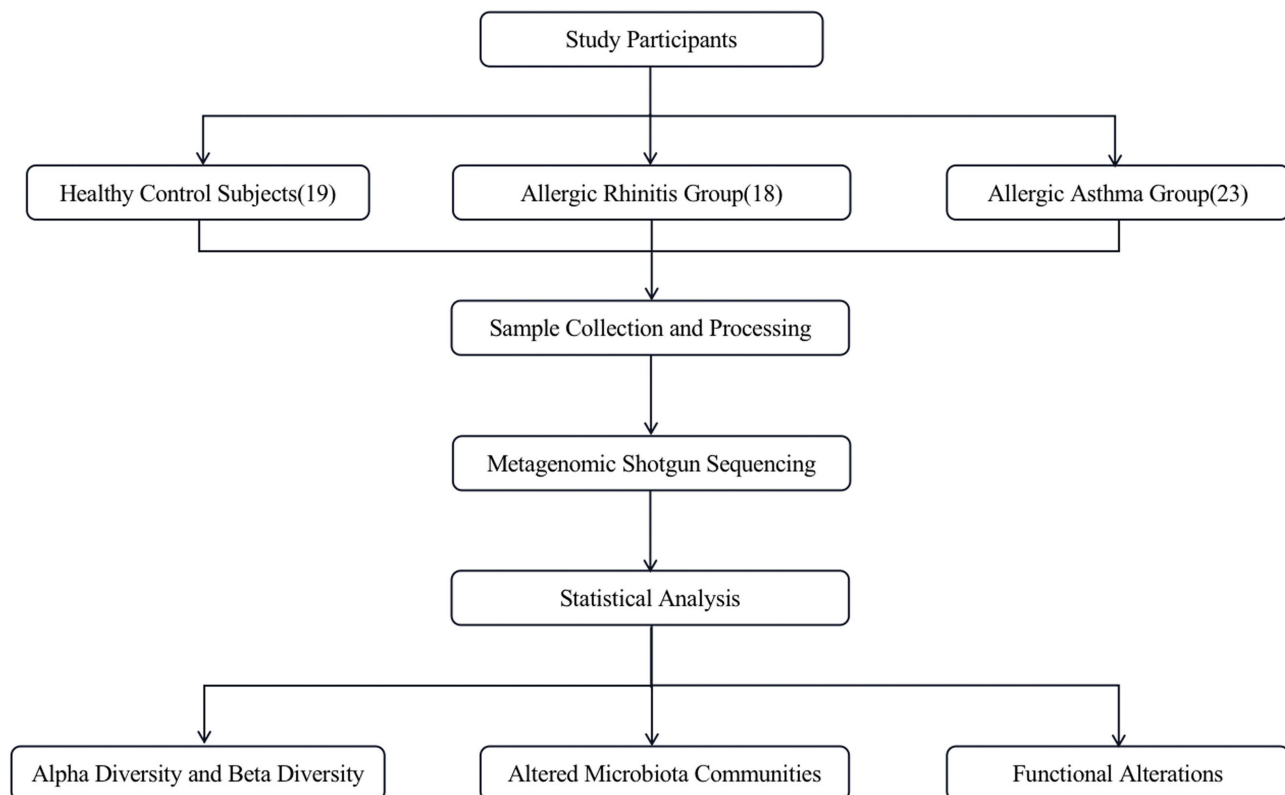 Study Participants
Healthy Control Subjects(19)
Allergic Rhinitis Group(18)
Allergic Asthma Group(23)
Sample Collection and Processing
Metagenomic Shotgun Sequencing
Statistical Analysis
Alpha Diversity and Beta Diversity
Altered Microbiota Communities
Functional Alterations